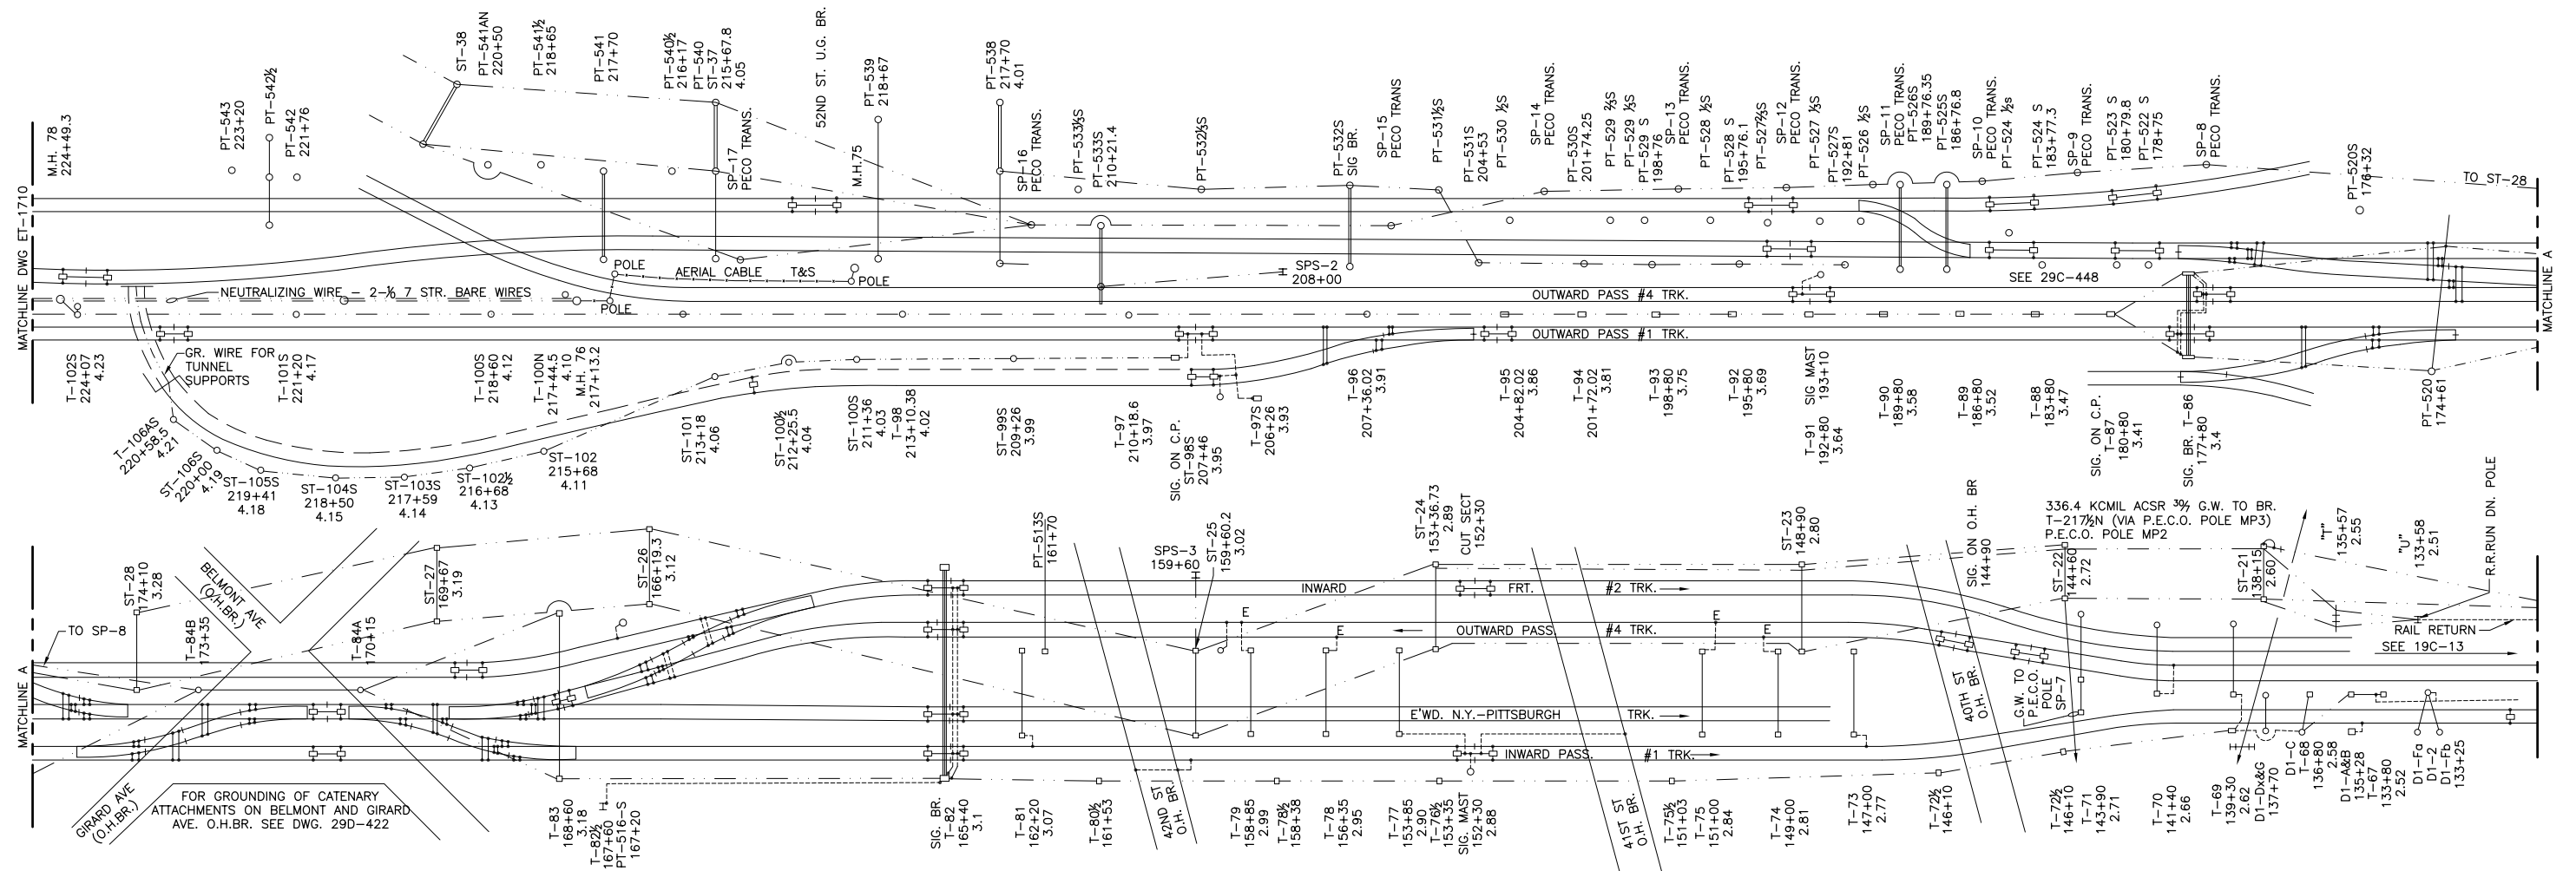 MATCHLINE DWG ET-1710
M.H. 78
224+49.3
PT-543
223+20
PT-542½
PT-542
221+76
ST-38
PT-541AN
220+50
PT-541½
218+65
PT-541
217+70
PT-540½
216+17
PT-540
ST-37
215+67.8
4.05
SP-17
PECO TRANS.
52ND ST. U.G. BR.
M.H.75
PT-539
218+67
PT-538
217+70
4.01
SP-16
PECO TRANS.
PT-533⅓S
PT-533S
210+21.4
PT-532½S
PT-532S
SIG BR.
SP-15
PECO TRANS
PT-531½S
PT-531S
204+53
PT-530 ½S
SP-14
PECO TRANS.
PT-530S
201+74.25
PT-529 ⅔S
PT-529 ⅓S
PT-529 S
198+76
SP-13
PECO TRANS.
PT-528 ½S
PT-528 S
195+76.1
PT-527⅔S
SP-12
PECO TRANS.
PT-527 ⅓S
PT-527S
192+81
PT-526 ½S
SP-11
PECO TRANS.
PT-526S
189+76.35
PT-525S
186+76.8
SP-10
PECO TRANS.
PT-524 ½s
PT-524 S
183+77.3
SP-9
PECO TRANS.
PT-523 S
180+79.8
PT-522 S
178+75
SP-8
PECO TRANS.
PT-520S
176+32
TO ST-28
MATCHLINE A
POLE
AERIAL CABLE T&S
POLE
POLE
NEUTRALIZING WIRE - 2-⅛ 7 STR. BARE WIRES
SPS-2
208+00
SEE 29C-448
OUTWARD PASS #4 TRK.
OUTWARD PASS #1 TRK.
GR. WIRE FOR
TUNNEL
SUPPORTS
T-102S
224+07
4.23
T-101S
221+20
4.17
T-100S
218+60
4.12
T-100N
217+44.5
4.10
M.H. 76
217+13.2
T-106AS
220+58.5
4.21
ST-106S
220+00
4.19
ST-105S
219+41
4.18
ST-104S
218+50
4.15
ST-103S
217+59
4.14
ST-102½
216+68
4.13
ST-102
215+68
4.11
ST-101
213+18
4.06
ST-100½
212+25.5
4.04
ST-100S
211+36
4.03
T-98
213+10.38
4.02
ST-99S
209+26
3.99
T-97
210+18.6
3.97
SIG. ON C.P.
ST-98S
207+46
3.95
T-97S
206+26
3.93
T-96
207+36.02
3.91
T-95
204+82.02
3.86
T-94
201+72.02
3.81
T-93
198+80
3.75
T-92
195+80
3.69
SIG MAST
193+10
T-91
192+80
3.64
T-90
189+80
3.58
T-89
186+80
3.52
T-88
183+80
3.47
SIG. ON C.P.
T-87
180+80
3.41
SIG. BR. T-86
177+80
3.4
PT-520
174+61
MATCHLINE A
TO SP-8
ST-28
174+10
3.28
BELMONT AVE
(O.H.BR.)
T-84B
173+35
T-84A
170+15
ST-27
169+67
3.19
ST-26
166+19.3
3.12
PT-513S
161+70
SPS-3
159+60
ST-25
159+60.2
3.02
ST-24
153+36.73
2.89
CUT SECT
152+30
ST-23
148+90
2.80
SIG. ON O.H. BR
144+90
336.4 KCMIL ACSR 30/7 G.W. TO BR.
T-217½N (VIA P.E.C.O. POLE MP3)
P.E.C.O. POLE MP2
ST-22
144+60
2.72
ST-21
138+15
2.60
"T"
135+57
2.55
"U"
133+58
2.51
R.R.RUN DN. POLE
INWARD FRT. #2 TRK.
E
E
E
E
OUTWARD PASS. #4 TRK.
RAIL RETURN
SEE 19C-13
E'WD. N.Y.-PITTSBURGH TRK.
INWARD PASS. #1 TRK.
40TH ST
O.H. BR.
G.W. TO
P.E.C.O.
POLE
SP-7
GIRARD AVE
(O.H.BR.)
FOR GROUNDING OF CATENARY
ATTACHMENTS ON BELMONT AND GIRARD
AVE. O.H.BR. SEE DWG. 29D-422
T-83
168+60
3.18
T-82½
167+60
PT-516-S
167+20
SIG. BR.
T-82
165+40
3.1
T-81
162+20
3.07
T-80½
161+53
42ND ST
O.H. BR.
T-79
158+85
2.99
T-78½
158+38
T-78
156+35
2.95
T-77
153+85
2.90
T-76½
153+35
SIG. MAST
152+30
2.88
41ST ST
O.H. BR.
T-75½
151+03
T-75
151+00
2.84
T-74
149+00
2.81
T-73
147+00
2.77
T-72½
146+10
T-72½
146+10
T-71
143+90
2.71
T-70
141+40
2.66
T-69
139+30
2.62
D1-Dx&G
137+70
D1-C
T-68
136+80
2.58
D1-A&B
135+28
T-67
133+80
2.52
D1-Fa
D1-2
D1-Fb
133+25